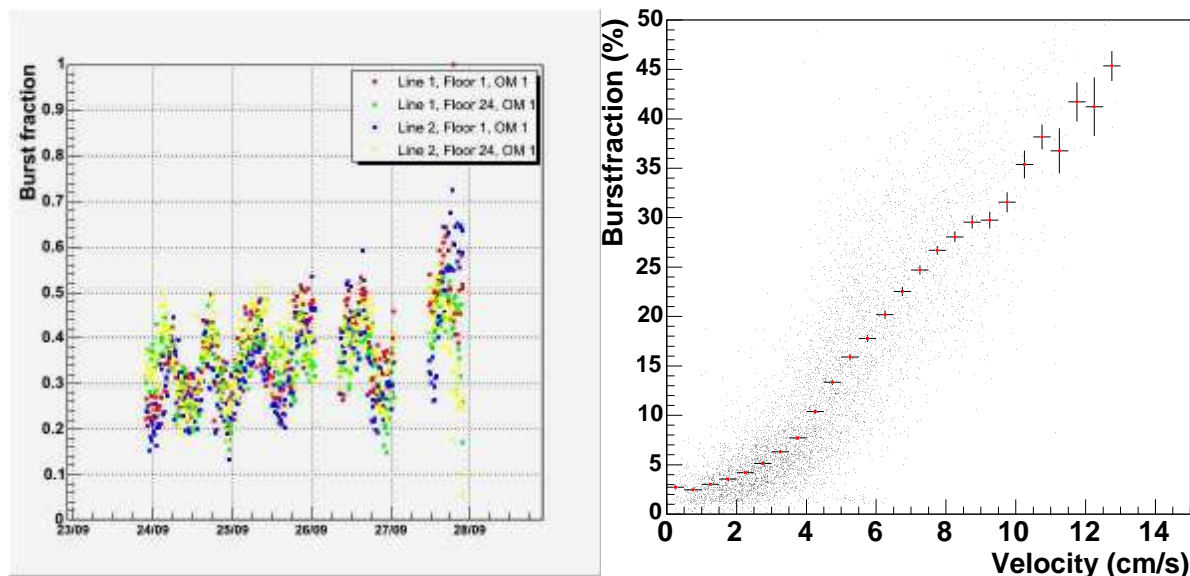 Burst fraction
1
0.9
0.8
0.7
0.6
0.5
0.4
0.3
0.2
0.1
0
23/09 24/09 25/09 26/09 27/09 28/09
Line 1, Floor 1, OM 1
Line 1, Floor 24, OM 1
Line 2, Floor 1, OM 1
Line 2, Floor 24, OM 1
Burstfraction (%)
50
45
40
35
30
25
20
15
10
5
0
0 2 4 6 8 10 12 14
Velocity (cm/s)